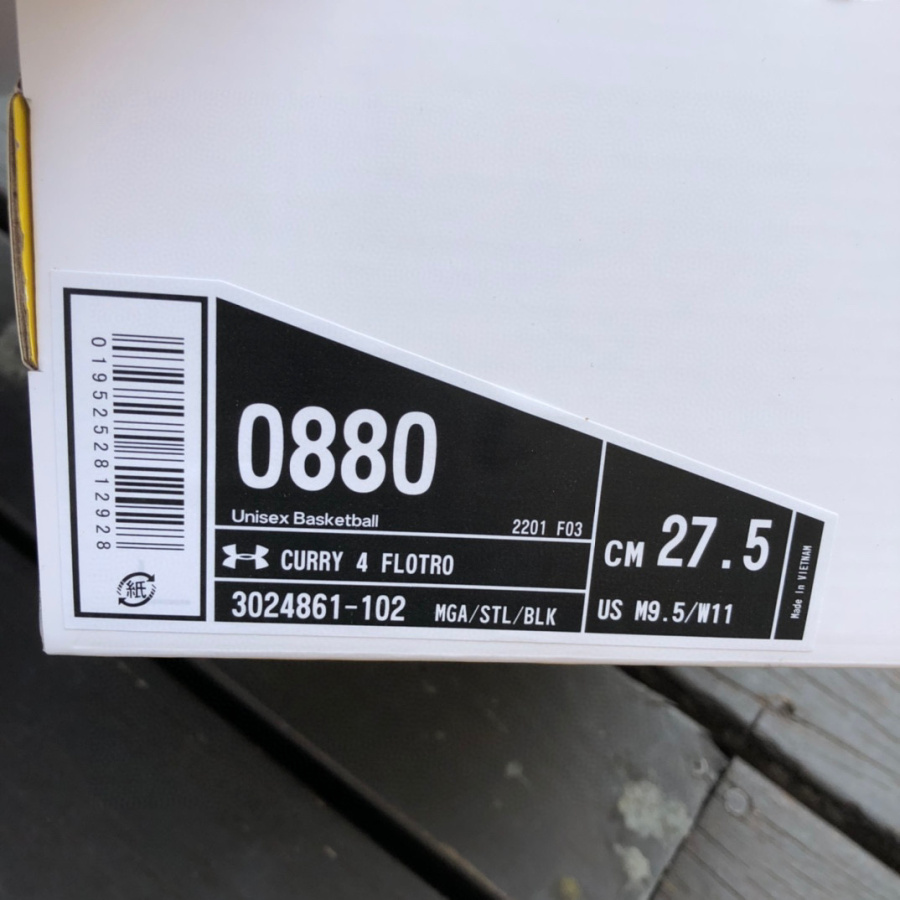 0195252812928
紙
0880
Unisex Basketball
2201 F03
CURRY 4 FLOTRO
3024861-102 MGA/STL/BLK
CM 27.5
US M9.5/W11
Made In VIETNAM